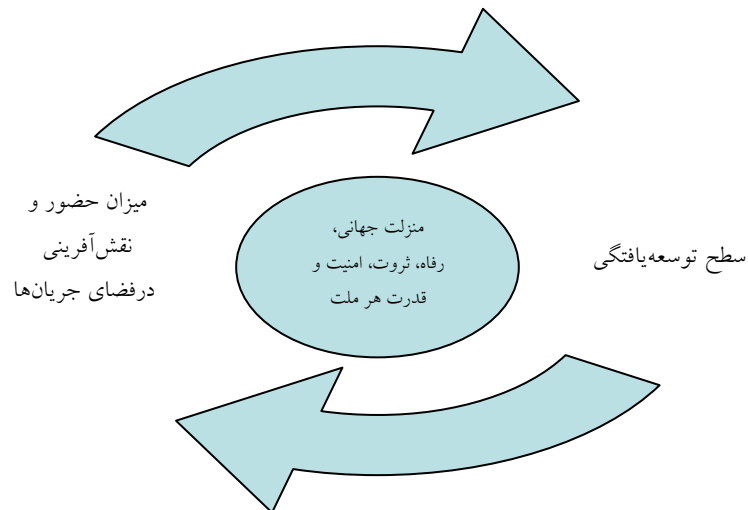 میزان حضور و
نقش‌آفرینی
درفضای جریان‌ها
منزلت جهانی،
رفاه، ثروت، امنیت و
قدرت هر ملت
سطح توسعه‌یافتگی